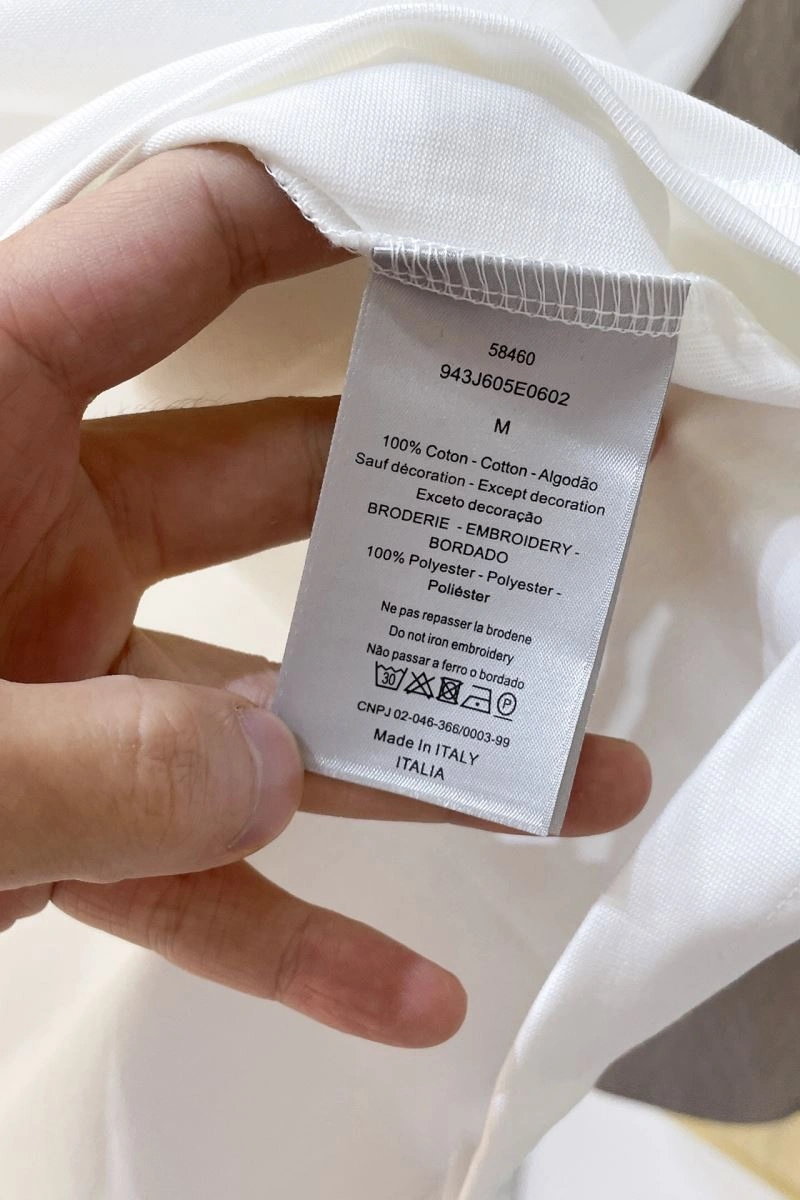 58460
943J605E0602
M
100% Coton - Cotton - Algodão
Sauf décoration - Except decoration
Exceto decoração
BRODERIE - EMBROIDERY -
BORDADO
100% Polyester - Polyester -
Poliéster
Ne pas repasser la brodene
Do not iron embroidery
Não passar a ferro o bordado
30 P
CNPJ 02-046-366/0003-99
Made In ITALY
ITALIA